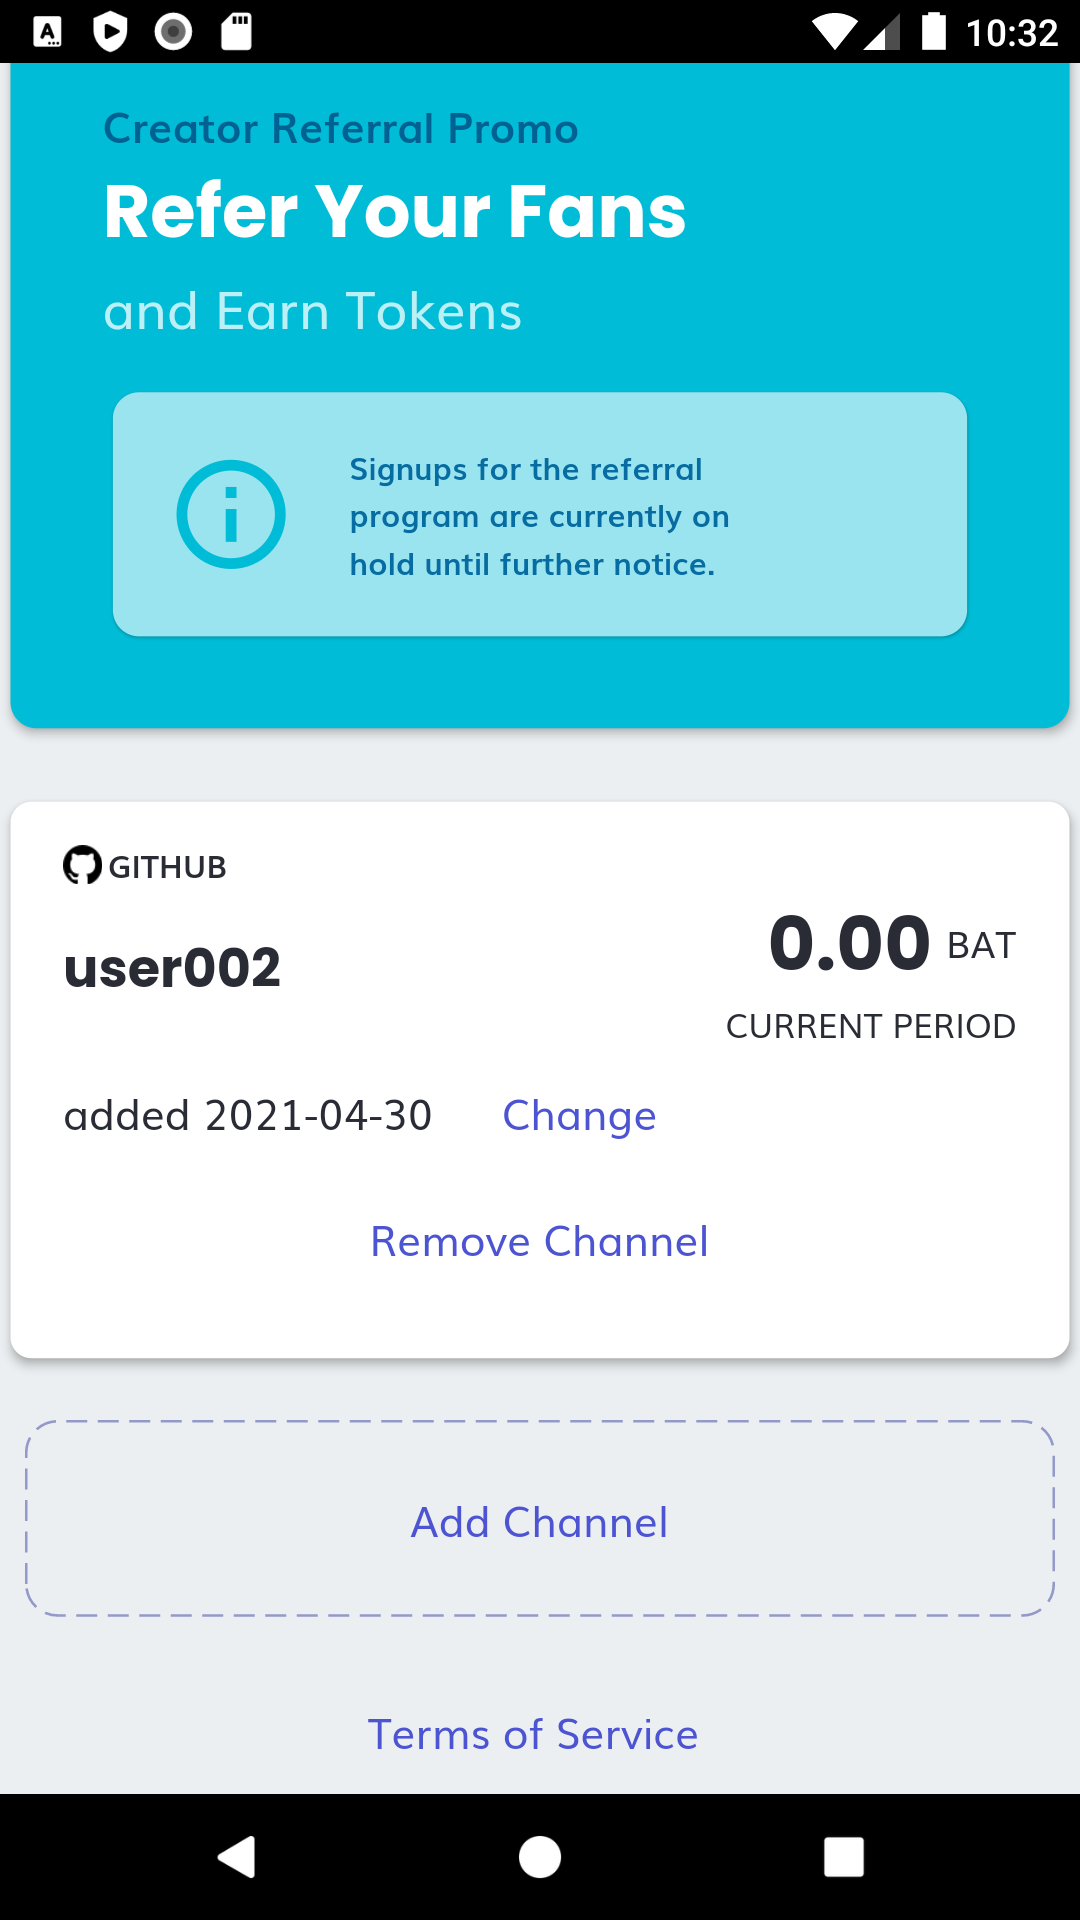 10:32
Creator Referral Promo
Refer Your Fans
and Earn Tokens
Signups for the referral
program are currently on
hold until further notice.
GITHUB
user002
0.00 BAT
CURRENT PERIOD
added 2021-04-30 Change
Remove Channel
Add Channel
Terms of Service